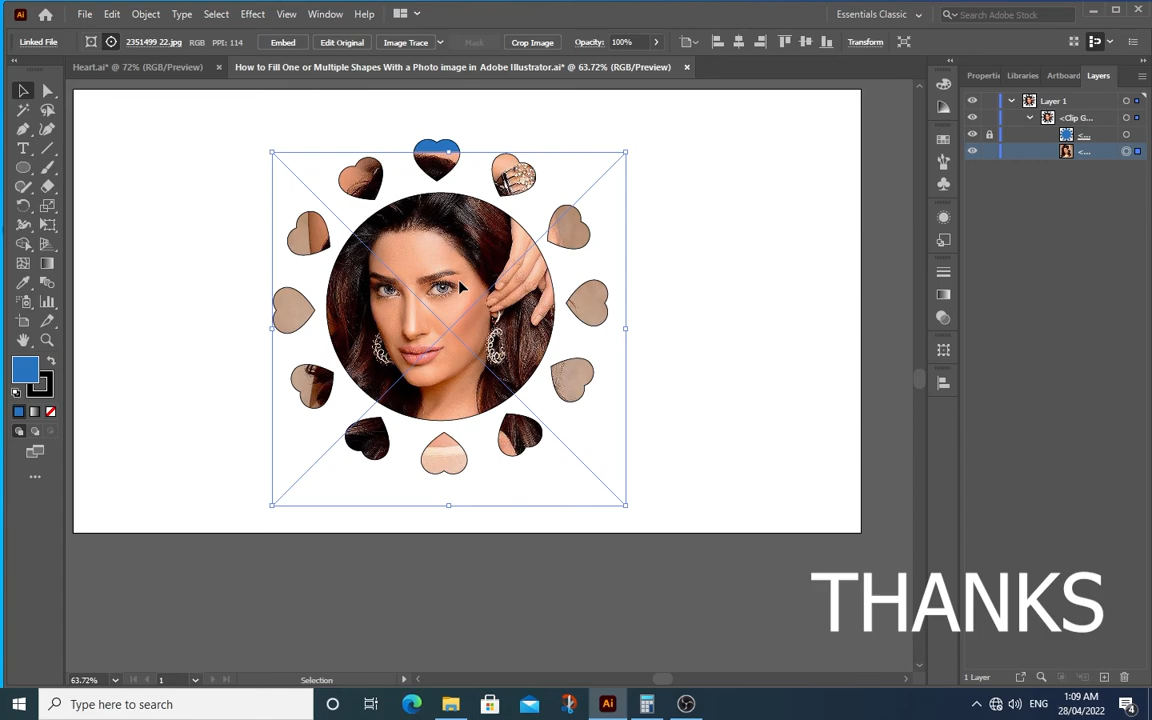 Ai File Edit Object Type Select Effect View Window Help Essentials Classic Search Adobe Stock
Linked File 2351499 22.jpg RGB PPI: 114 Embed Edit Original Image Trace Mask Crop Image Opacity: 100% Transform
Heart.ai* @ 72% (RGB/Preview) × How to Fill One or Multiple Shapes With a Photo image in Adobe Illustrator.ai* @ 63.72% (RGB/Preview) ×
Properti Libraries Artboard Layers
Layer 1
<Clip G...
<...
<...
THANKS
63.72% 1 Selection
1 Layer
Type here to search
Ai
ENG
1:09 AM
28/04/2022
4